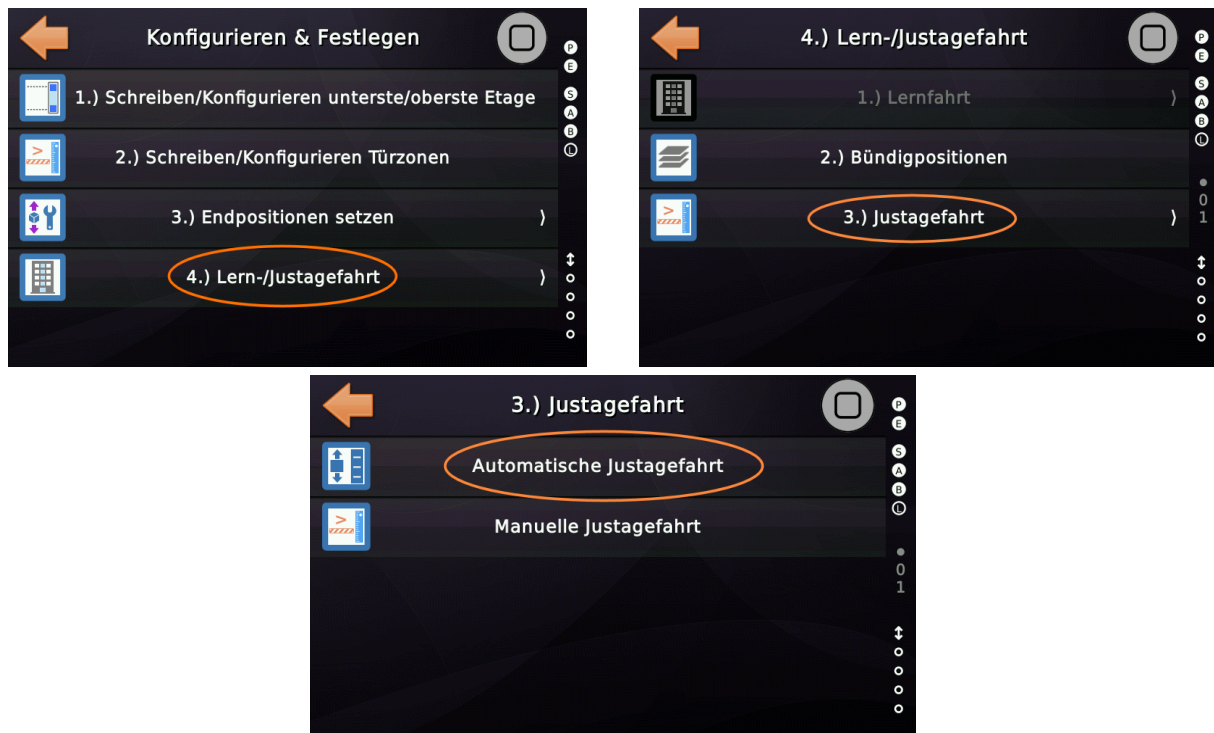 Konfigurieren & Festlegen
1.) Schreiben/Konfigurieren unterste/oberste Etage
2.) Schreiben/Konfigurieren Türzonen
3.) Endpositionen setzen ⟩
4.) Lern-/Justagefahrt ⟩
P
E
S
A
B
L
4.) Lern-/Justagefahrt
1.) Lernfahrt ⟩
2.) Bündigpositionen
3.) Justagefahrt ⟩
P
E
S
A
B
L
0
1
3.) Justagefahrt
Automatische Justagefahrt
Manuelle Justagefahrt
P
E
S
A
B
L
0
1